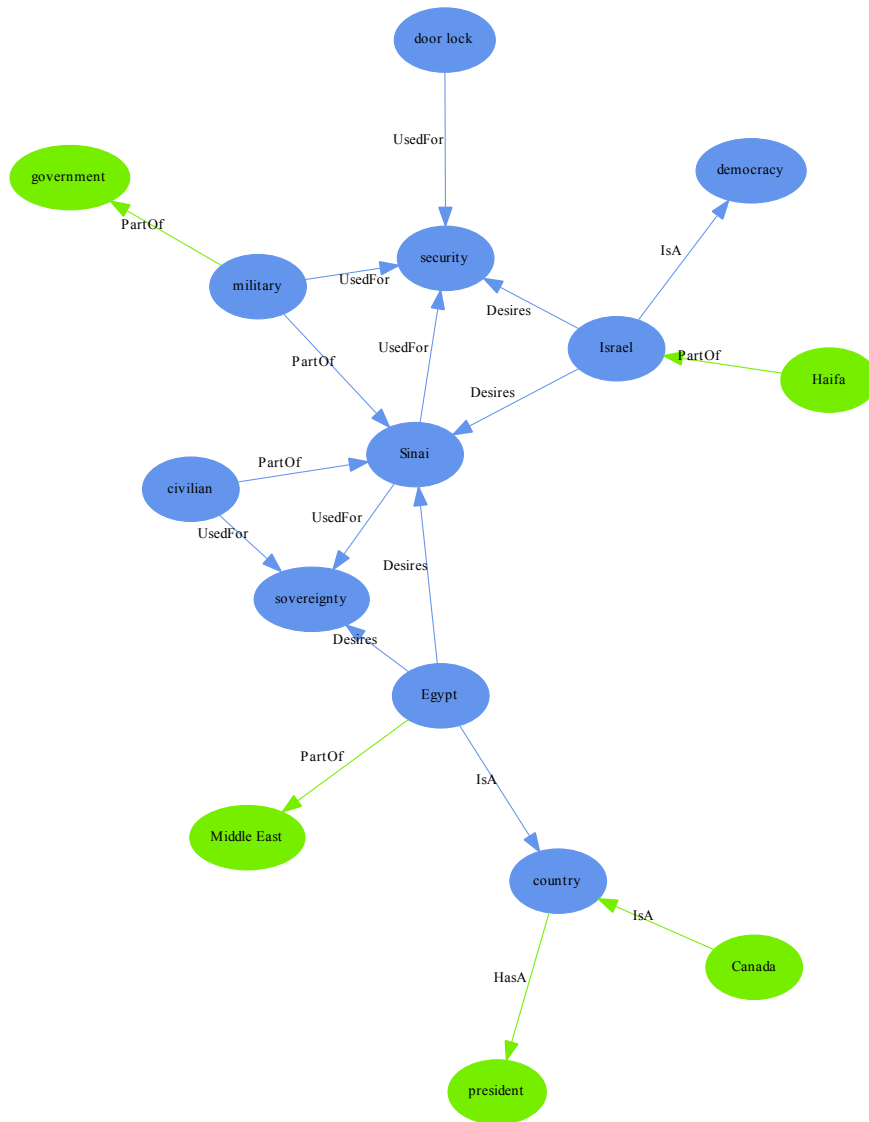 door lock
UsedFor
government
democracy
PartOf
IsA
security
military
UsedFor
Desires
Israel
PartOf
Haifa
UsedFor
PartOf
Desires
Sinai
PartOf
civilian
UsedFor
UsedFor
Desires
sovereignty
Desires
Egypt
PartOf
IsA
Middle East
country
IsA
Canada
HasA
president